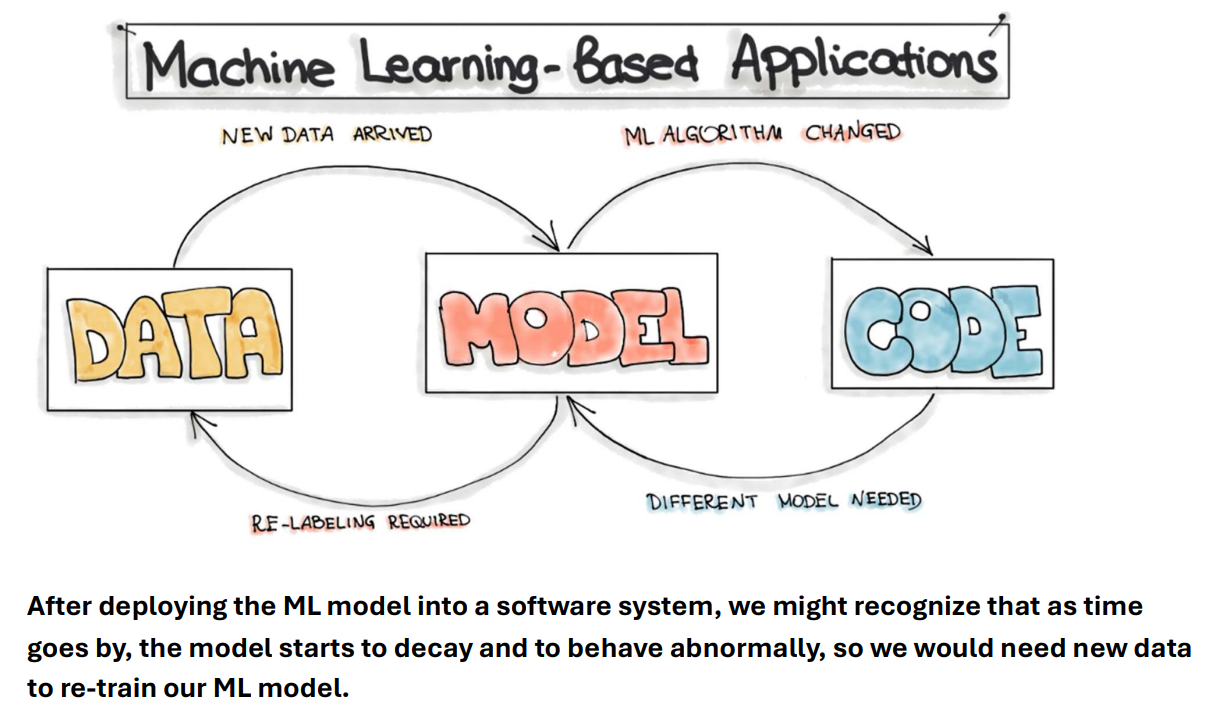 Machine Learning-Based Applications
NEW DATA ARRIVED
ML ALGORITHM CHANGED
DATA
MODEL
CODE
RE-LABELING REQUIRED
DIFFERENT MODEL NEEDED
After deploying the ML model into a software system, we might recognize that as time
goes by, the model starts to decay and to behave abnormally, so we would need new data
to re-train our ML model.